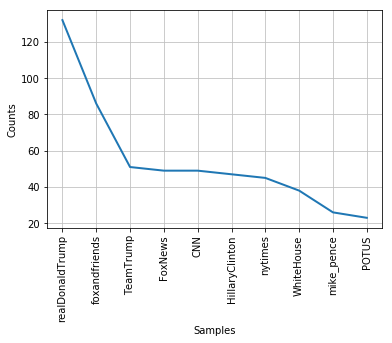 120
100
80
60
40
20
Counts
realDonaldTrump
foxandfriends
TeamTrump
FoxNews
CNN
HillaryClinton
nytimes
WhiteHouse
mike_pence
POTUS
Samples